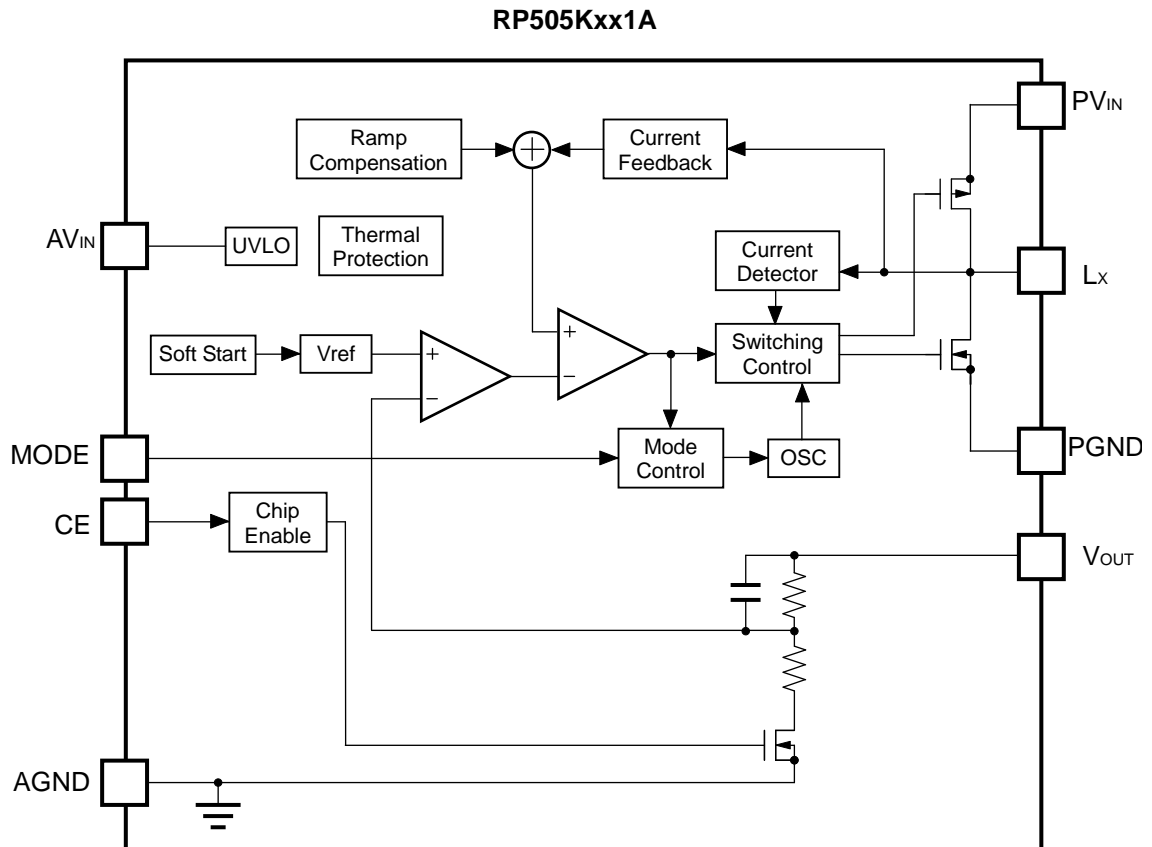 RP505Kxx1A
PVIN
Ramp
Compensation
+
Current
Feedback
AVIN
UVLO
Thermal
Protection
Current
Detector
LX
Soft Start
Vref
+
−
+
−
Switching
Control
MODE
Mode
Control
OSC
PGND
CE
Chip
Enable
VOUT
AGND